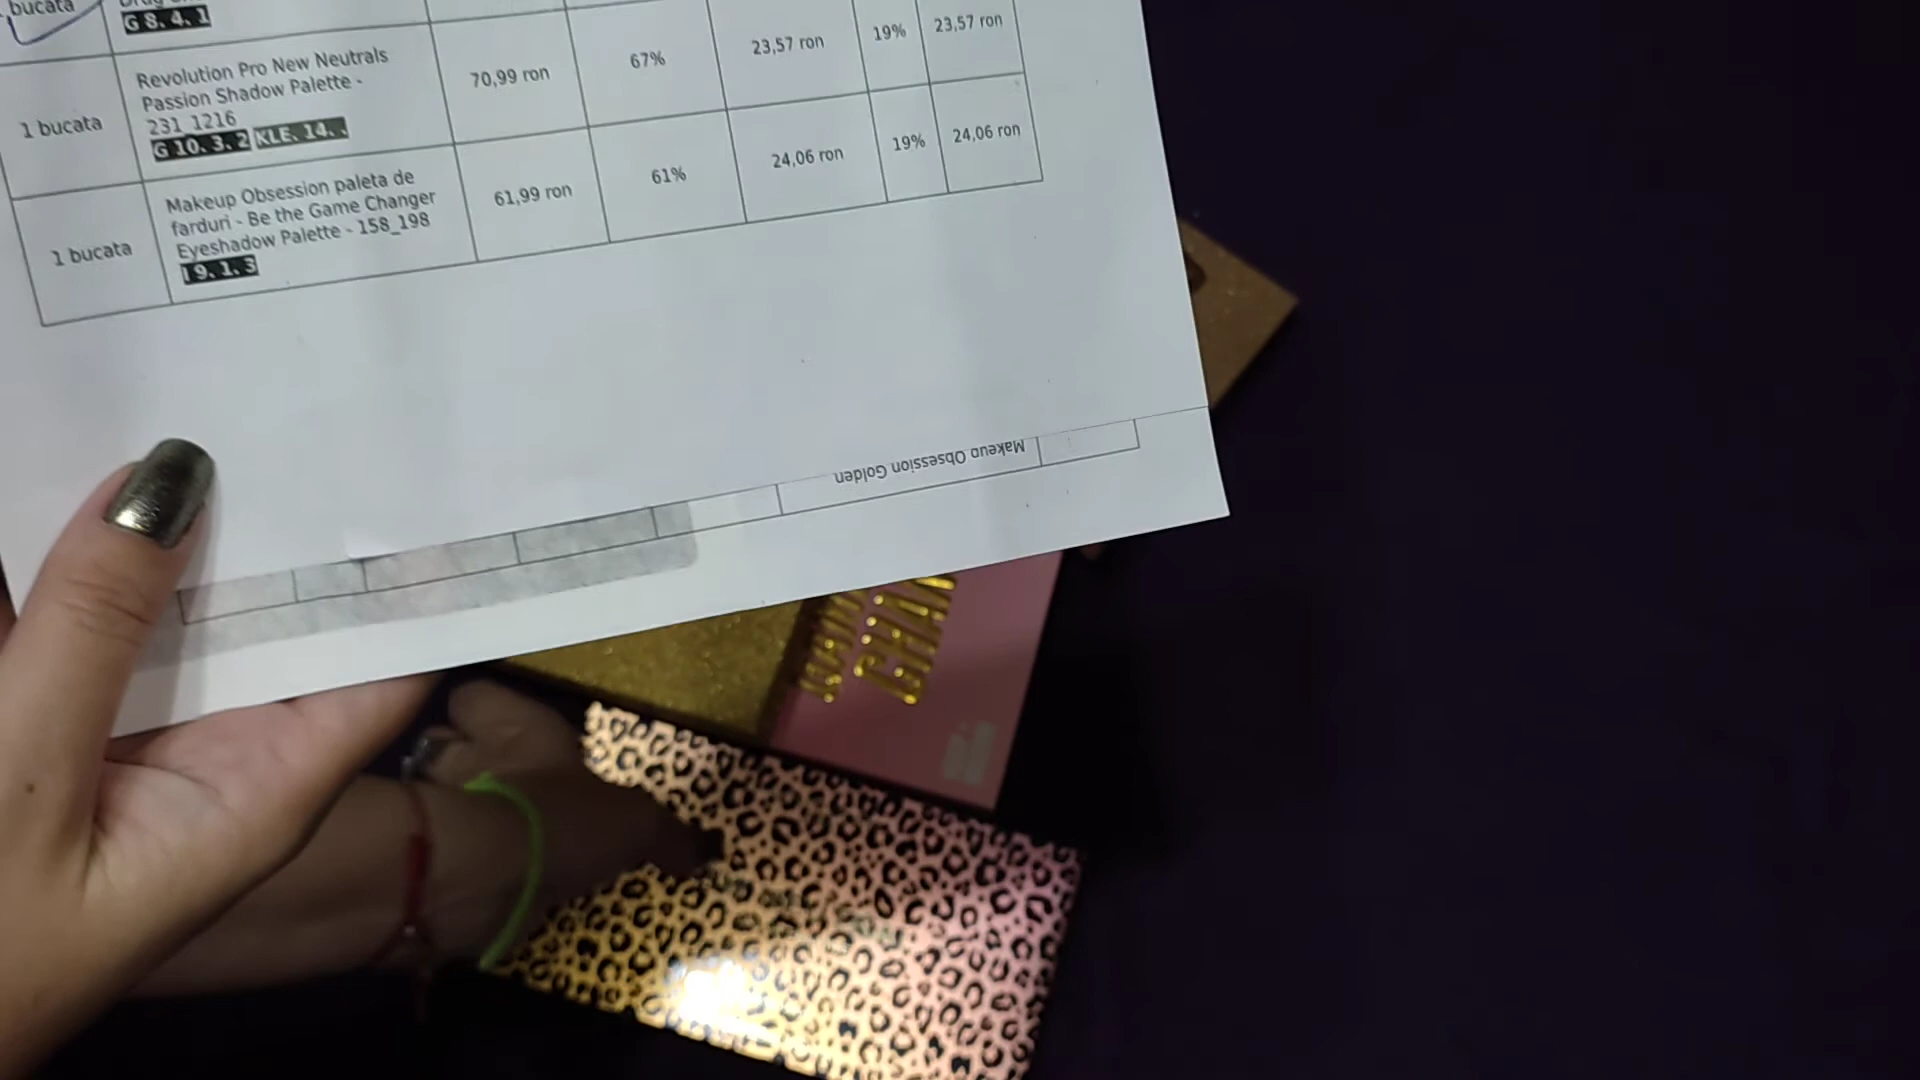 bucata
G 8. 4. 1
1 bucata
Revolution Pro New Neutrals
Passion Shadow Palette -
231_1216
G 10. 3. 2 KLE. 14. .
70,99 ron
67%
23,57 ron
19%
23,57 ron
1 bucata
Makeup Obsession paleta de
farduri - Be the Game Changer
Eyeshadow Palette - 158_198
I 9. 1. 3
61,99 ron
61%
24,06 ron
19%
24,06 ron
Makeup Obsession Golden